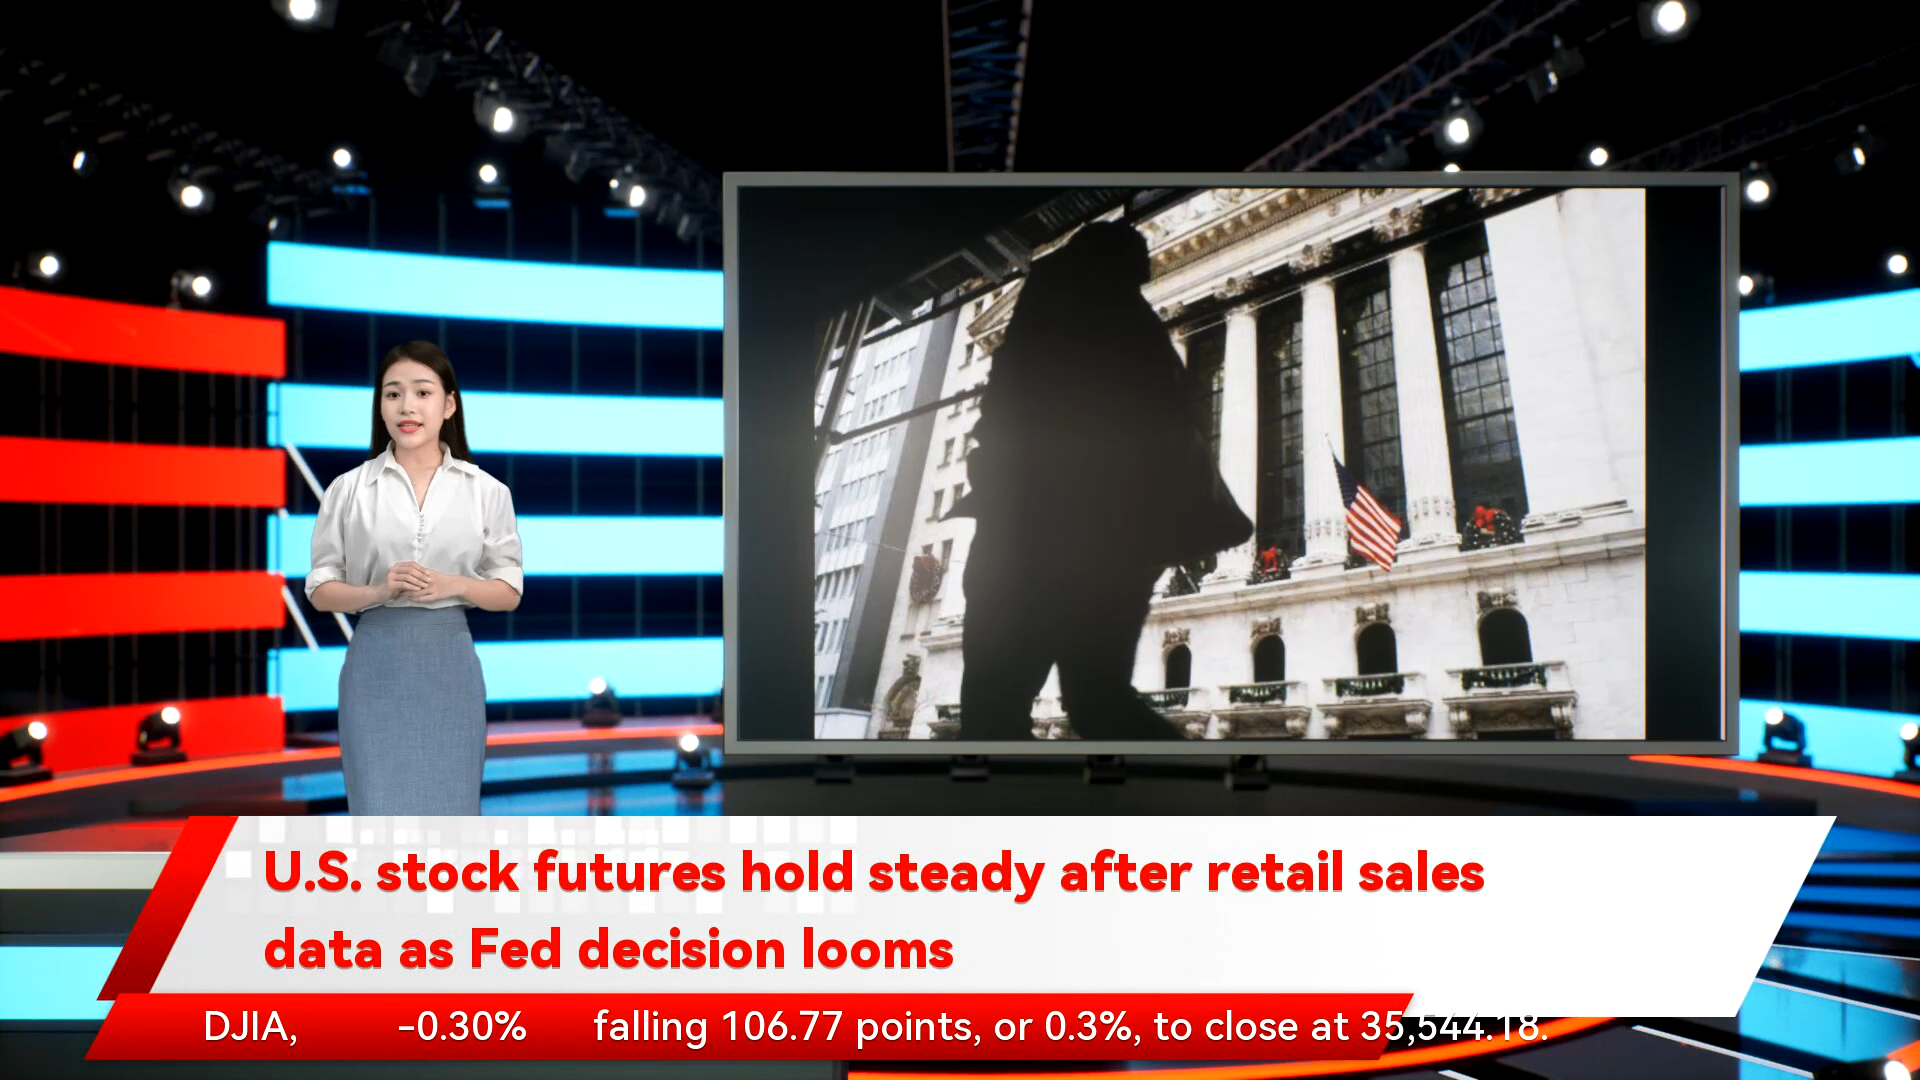 U.S. stock futures hold steady after retail sales
data as Fed decision looms
DJIA, -0.30% falling 106.77 points, or 0.3%, to close at 35,544.18.